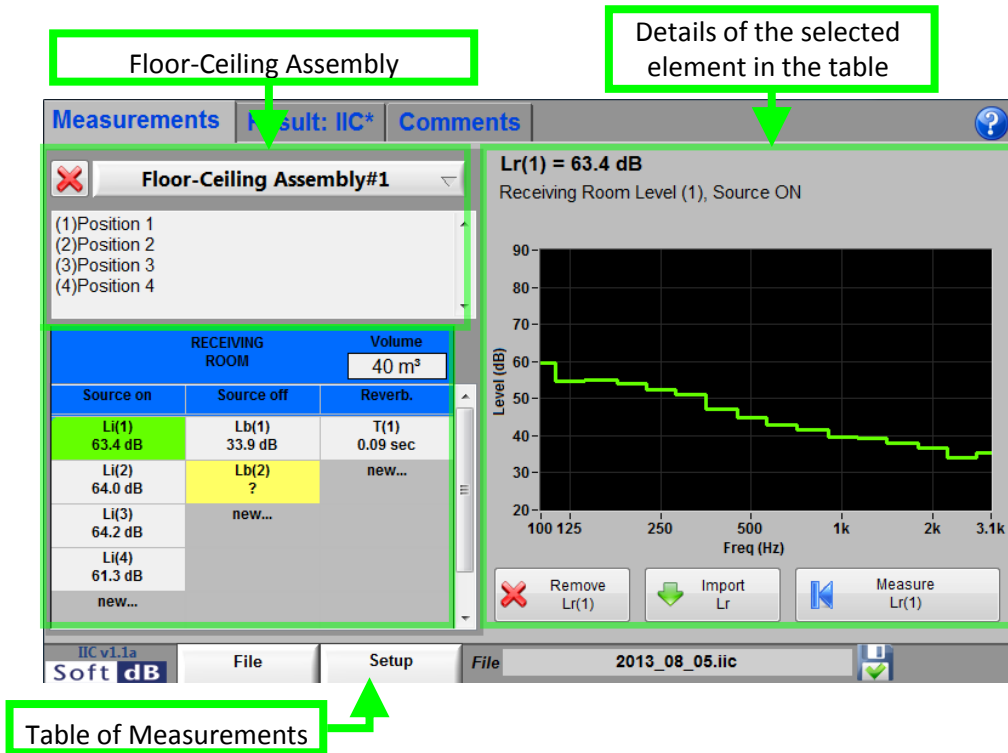 Floor-Ceiling Assembly
Details of the selected
element in the table
Measurements
Result: IIC*
Comments
?
Floor-Ceiling Assembly#1
(1)Position 1
(2)Position 2
(3)Position 3
(4)Position 4
RECEIVING
ROOM
Volume
40 m³
Source on
Source off
Reverb.
Li(1)
63.4 dB
Lb(1)
33.9 dB
T(1)
0.09 sec
Li(2)
64.0 dB
Lb(2)
?
new...
Li(3)
64.2 dB
new...
Li(4)
61.3 dB
new...
Lr(1) = 63.4 dB
Receiving Room Level (1), Source ON
Level (dB)
90
80
70
60
50
40
30
20
100 125 250 500 1k 2k 3.1k
Freq (Hz)
Remove
Lr(1)
Import
Lr
Measure
Lr(1)
IIC v1.1a
Soft dB
File
Setup
File
2013_08_05.iic
Table of Measurements